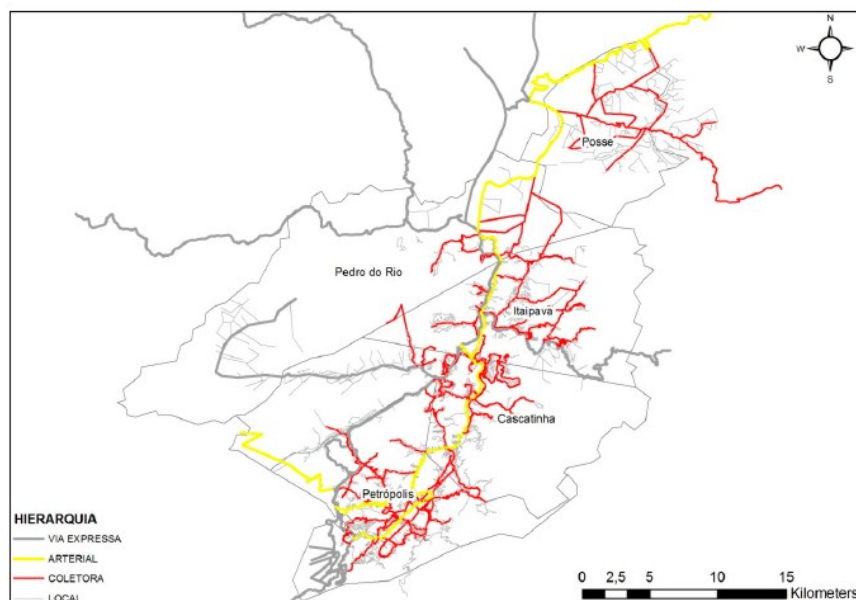 N
W
E
S
Posse
Pedro do Rio
Itaipava
Cascatinha
Petrópolis
HIERARQUIA
VIA EXPRESSA
ARTERIAL
COLETORA
LOCAL
0 2,5 5 10 15
Kilometers